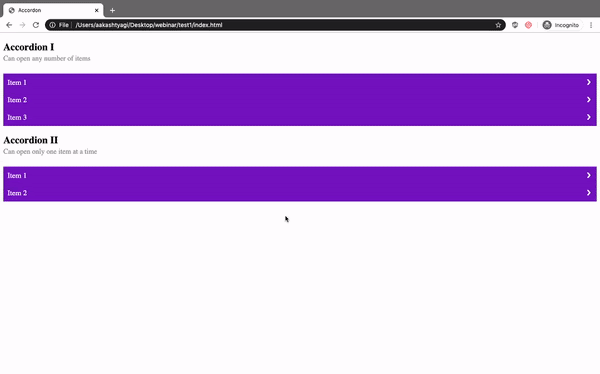 Accordion
File
/Users/aakashtyagi/Desktop/webinar/test1/index.html
Incognito
Accordion I
Can open any number of items
Item 1
Item 2
Item 3
Accordion II
Can open only one item at a time
Item 1
Item 2